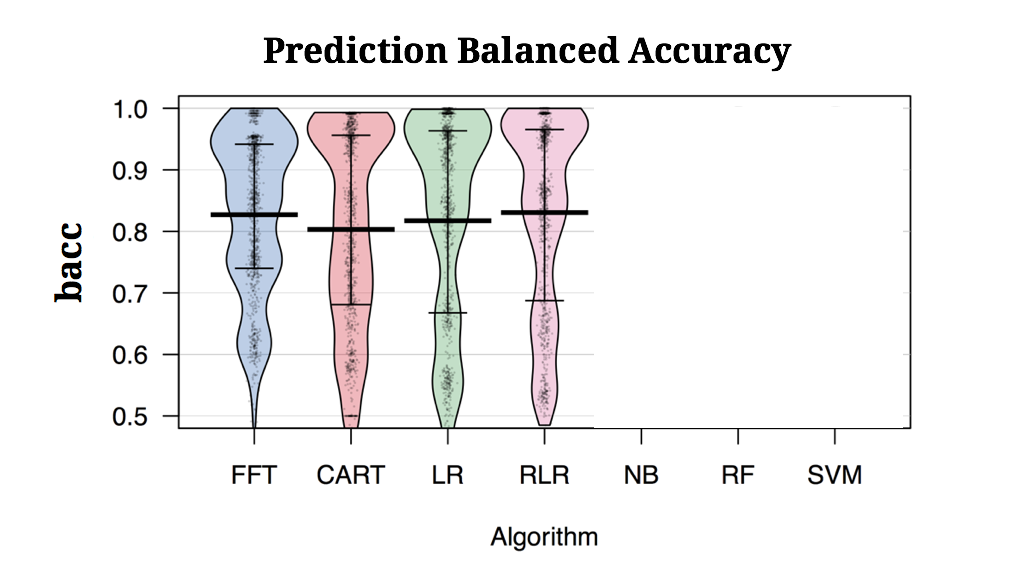 Prediction Balanced Accuracy
1.0
0.9
0.8
0.7
0.6
0.5
bacc
FFT CART LR RLR NB RF SVM
Algorithm